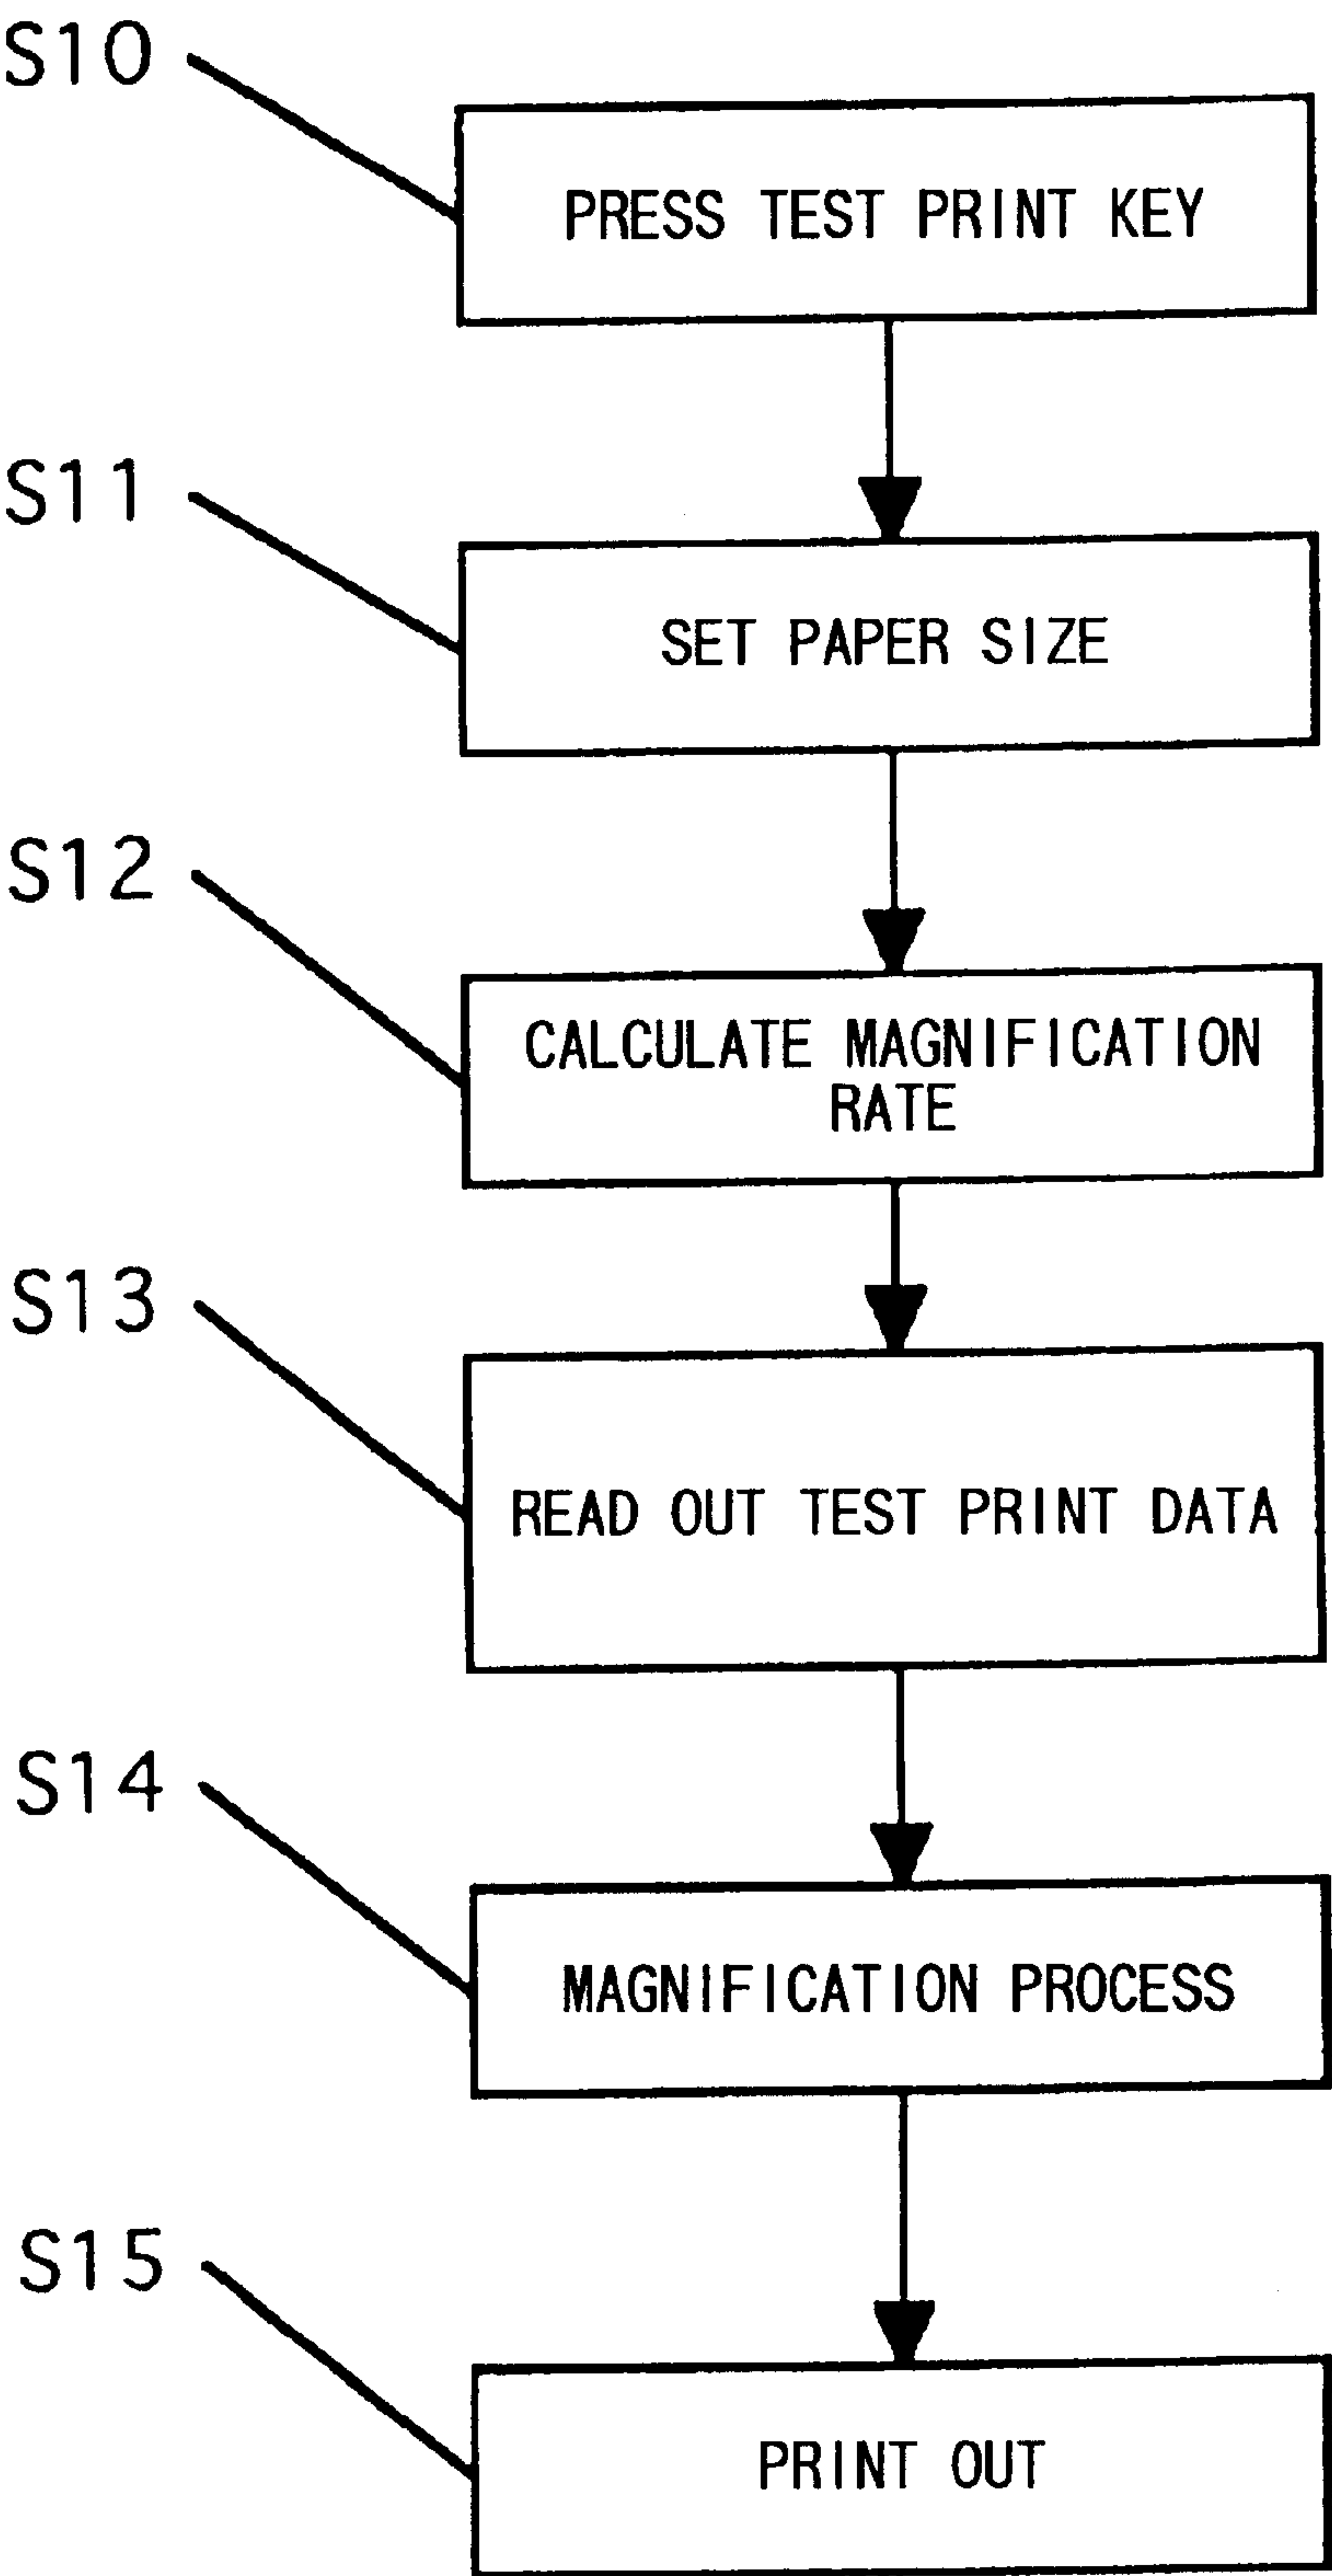 S10
PRESS TEST PRINT KEY
S11
SET PAPER SIZE
S12
CALCULATE MAGNIFICATION
RATE
S13
READ OUT TEST PRINT DATA
S14
MAGNIFICATION PROCESS
S15
PRINT OUT